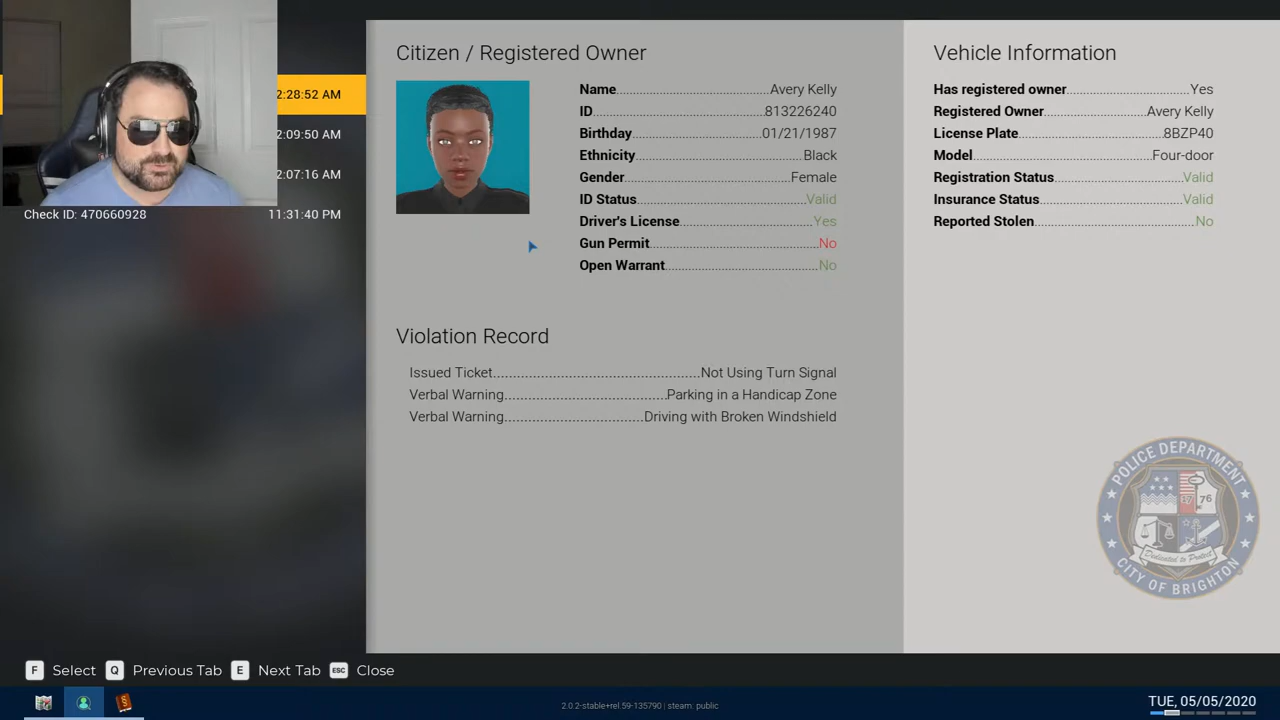 2:28:52 AM
2:09:50 AM
2:07:16 AM
Check ID: 470660928 11:31:40 PM
Citizen / Registered Owner
Name Avery Kelly
ID 813226240
Birthday 01/21/1987
Ethnicity Black
Gender Female
ID Status Valid
Driver's License Yes
Gun Permit No
Open Warrant No
Violation Record
Issued Ticket Not Using Turn Signal
Verbal Warning Parking in a Handicap Zone
Verbal Warning Driving with Broken Windshield
Vehicle Information
Has registered owner Yes
Registered Owner Avery Kelly
License Plate 8BZP40
Model Four-door
Registration Status Valid
Insurance Status Valid
Reported Stolen No
POLICE DEPARTMENT
17 76
Dedicated to Protect
CITY OF BRIGHTON
F Select Q Previous Tab E Next Tab ESC Close
2.0.2-stable+rel.59-135790 | steam: public
TUE, 05/05/2020